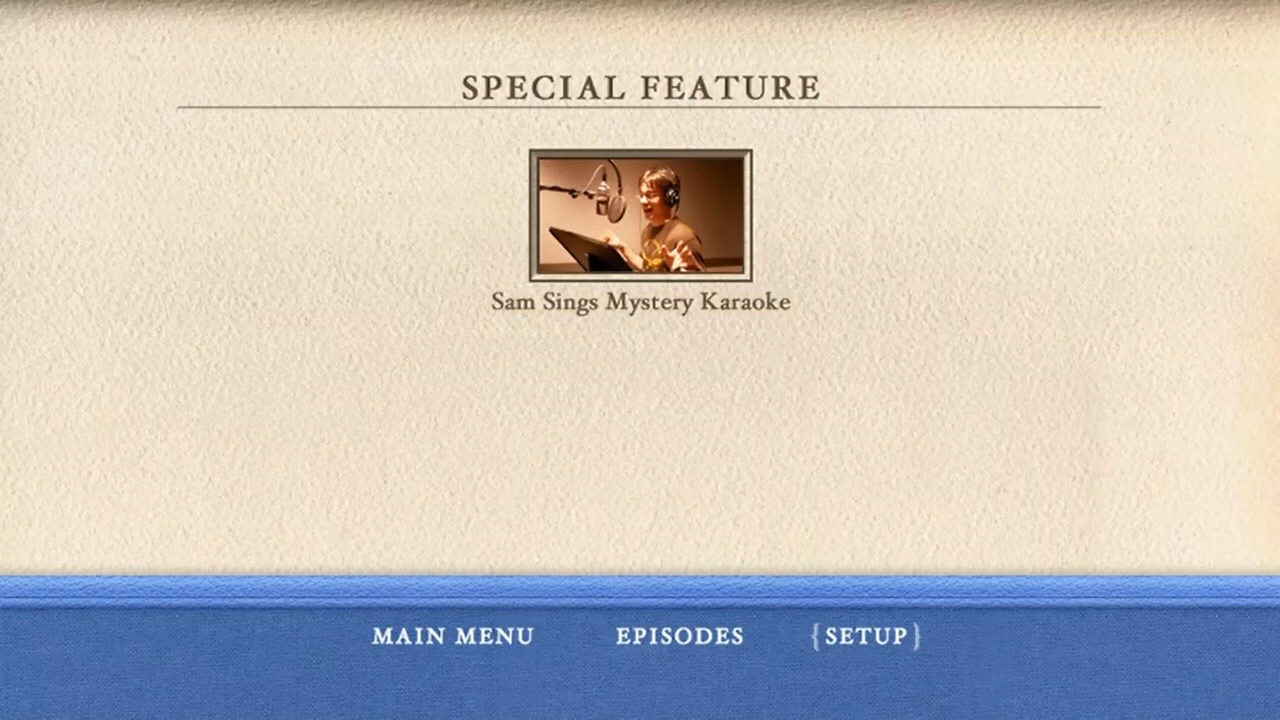 SPECIAL FEATURE
Sam Sings Mystery Karaoke
MAIN MENU EPISODES {SETUP}